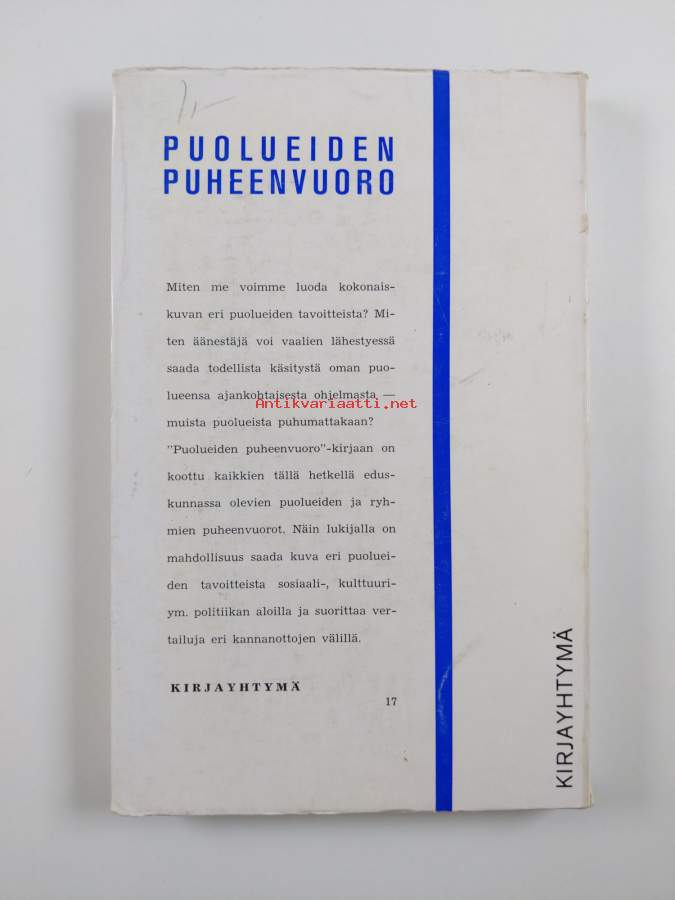 1,-
PUOLUEIDEN
PUHEENVUORO
Miten me voimme luoda kokonais-
kuvan eri puolueiden tavoitteista? Mi-
ten äänestäjä voi vaalien lähestyessä
saada todellista käsitystä oman puo-
lueensa ajankohtaisesta ohjelmasta —
Antikvariaatti.net
muista puolueista puhumattakaan?
"Puolueiden puheenvuoro"-kirjaan on
koottu kaikkien tällä hetkellä edus-
kunnassa olevien puolueiden ja ryh-
mien puheenvuorot. Näin lukijalla on
mahdollisuus saada kuva eri puoluei-
den tavoitteista sosiaali-, kulttuuri-
ym. politiikan aloilla ja suorittaa ver-
tailuja eri kannanottojen välillä.
KIRJAYHTYMÄ
17
KIRJAYHTYMÄ